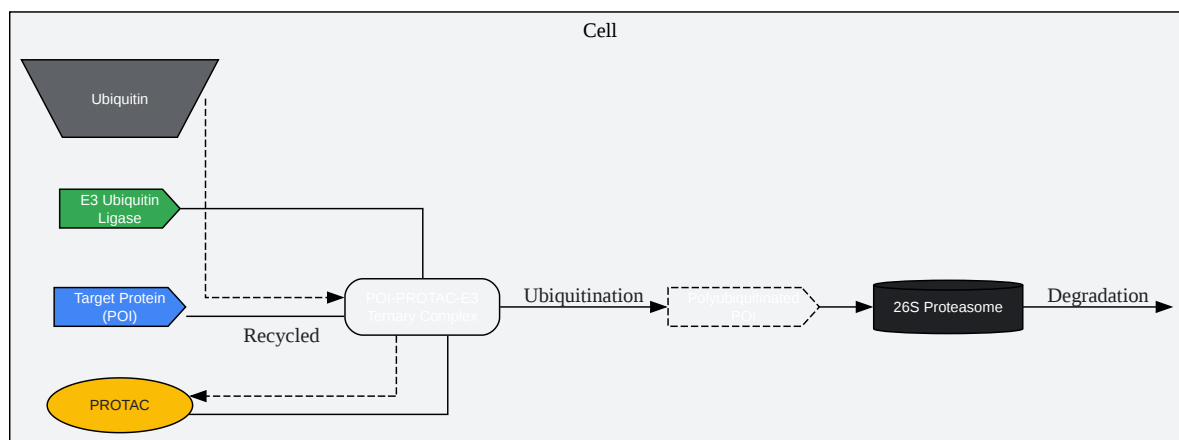 Cell
Ubiquitin
E3 Ubiquitin
Ligase
Target Protein
(POI)
Recycled
PROTAC
POI-PROTAC-E3
Ternary Complex
Ubiquitination
Polyubiquitinated
POI
26S Proteasome
Degradation